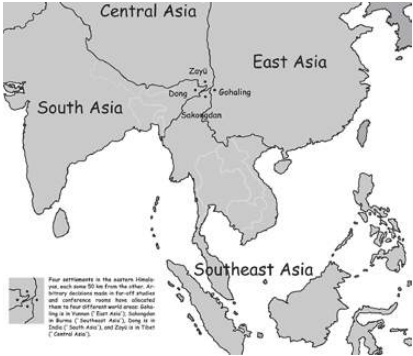 Central Asia
East Asia
Zayü
Dong
Gohaling
South Asia
Sakongdan
Southeast Asia
Four settlements in the eastern Himala-
yas, each some 50 km from the other. Ar-
bitrary decisions made in far-off studies
and conference rooms have allocated
them to four different world areas: Goha-
ling is in Yunnan ('East Asia'), Sakongdan
in Burma ('Southeast Asia'), Dong is in
India ('South Asia'), and Zayü is in Tibet
('Central Asia').